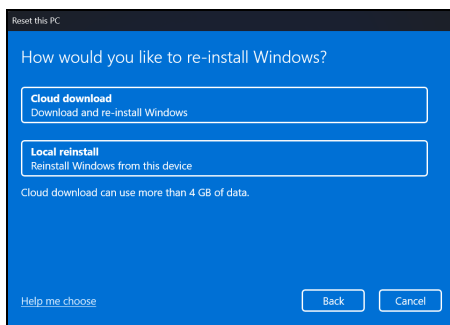 Reset this PC
How would you like to re-install Windows?
Cloud download
Download and re-install Windows
Local reinstall
Reinstall Windows from this device
Cloud download can use more than 4 GB of data.
Help me choose
Back
Cancel